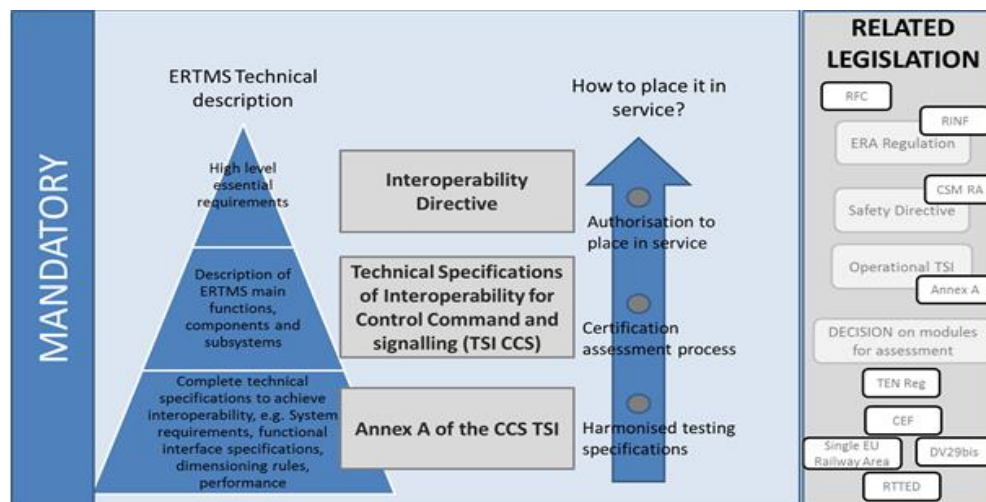 MANDATORY
ERTMS Technical
description
High level
essential
requirements
Description of
ERTMS main
functions,
components and
subsystems
Complete technical
specifications to achieve
interoperability, e.g. System
requirements, functional
interface specifications,
dimensioning rules,
performance
Interoperability
Directive
Technical Specifications
of Interoperability for
Control Command and
signalling (TSI CCS)
Annex A of the CCS TSI
How to place it in
service?
Authorisation to
place in service
Certification
assessment process
Harmonised testing
specifications
RELATED
LEGISLATION
RFC
RINF
ERA Regulation
CSM RA
Safety Directive
Operational TSI
Annex A
DECISION on modules
for assessment
TEN Reg
CEF
Single EU
Railway Area
DV29bis
RTTED